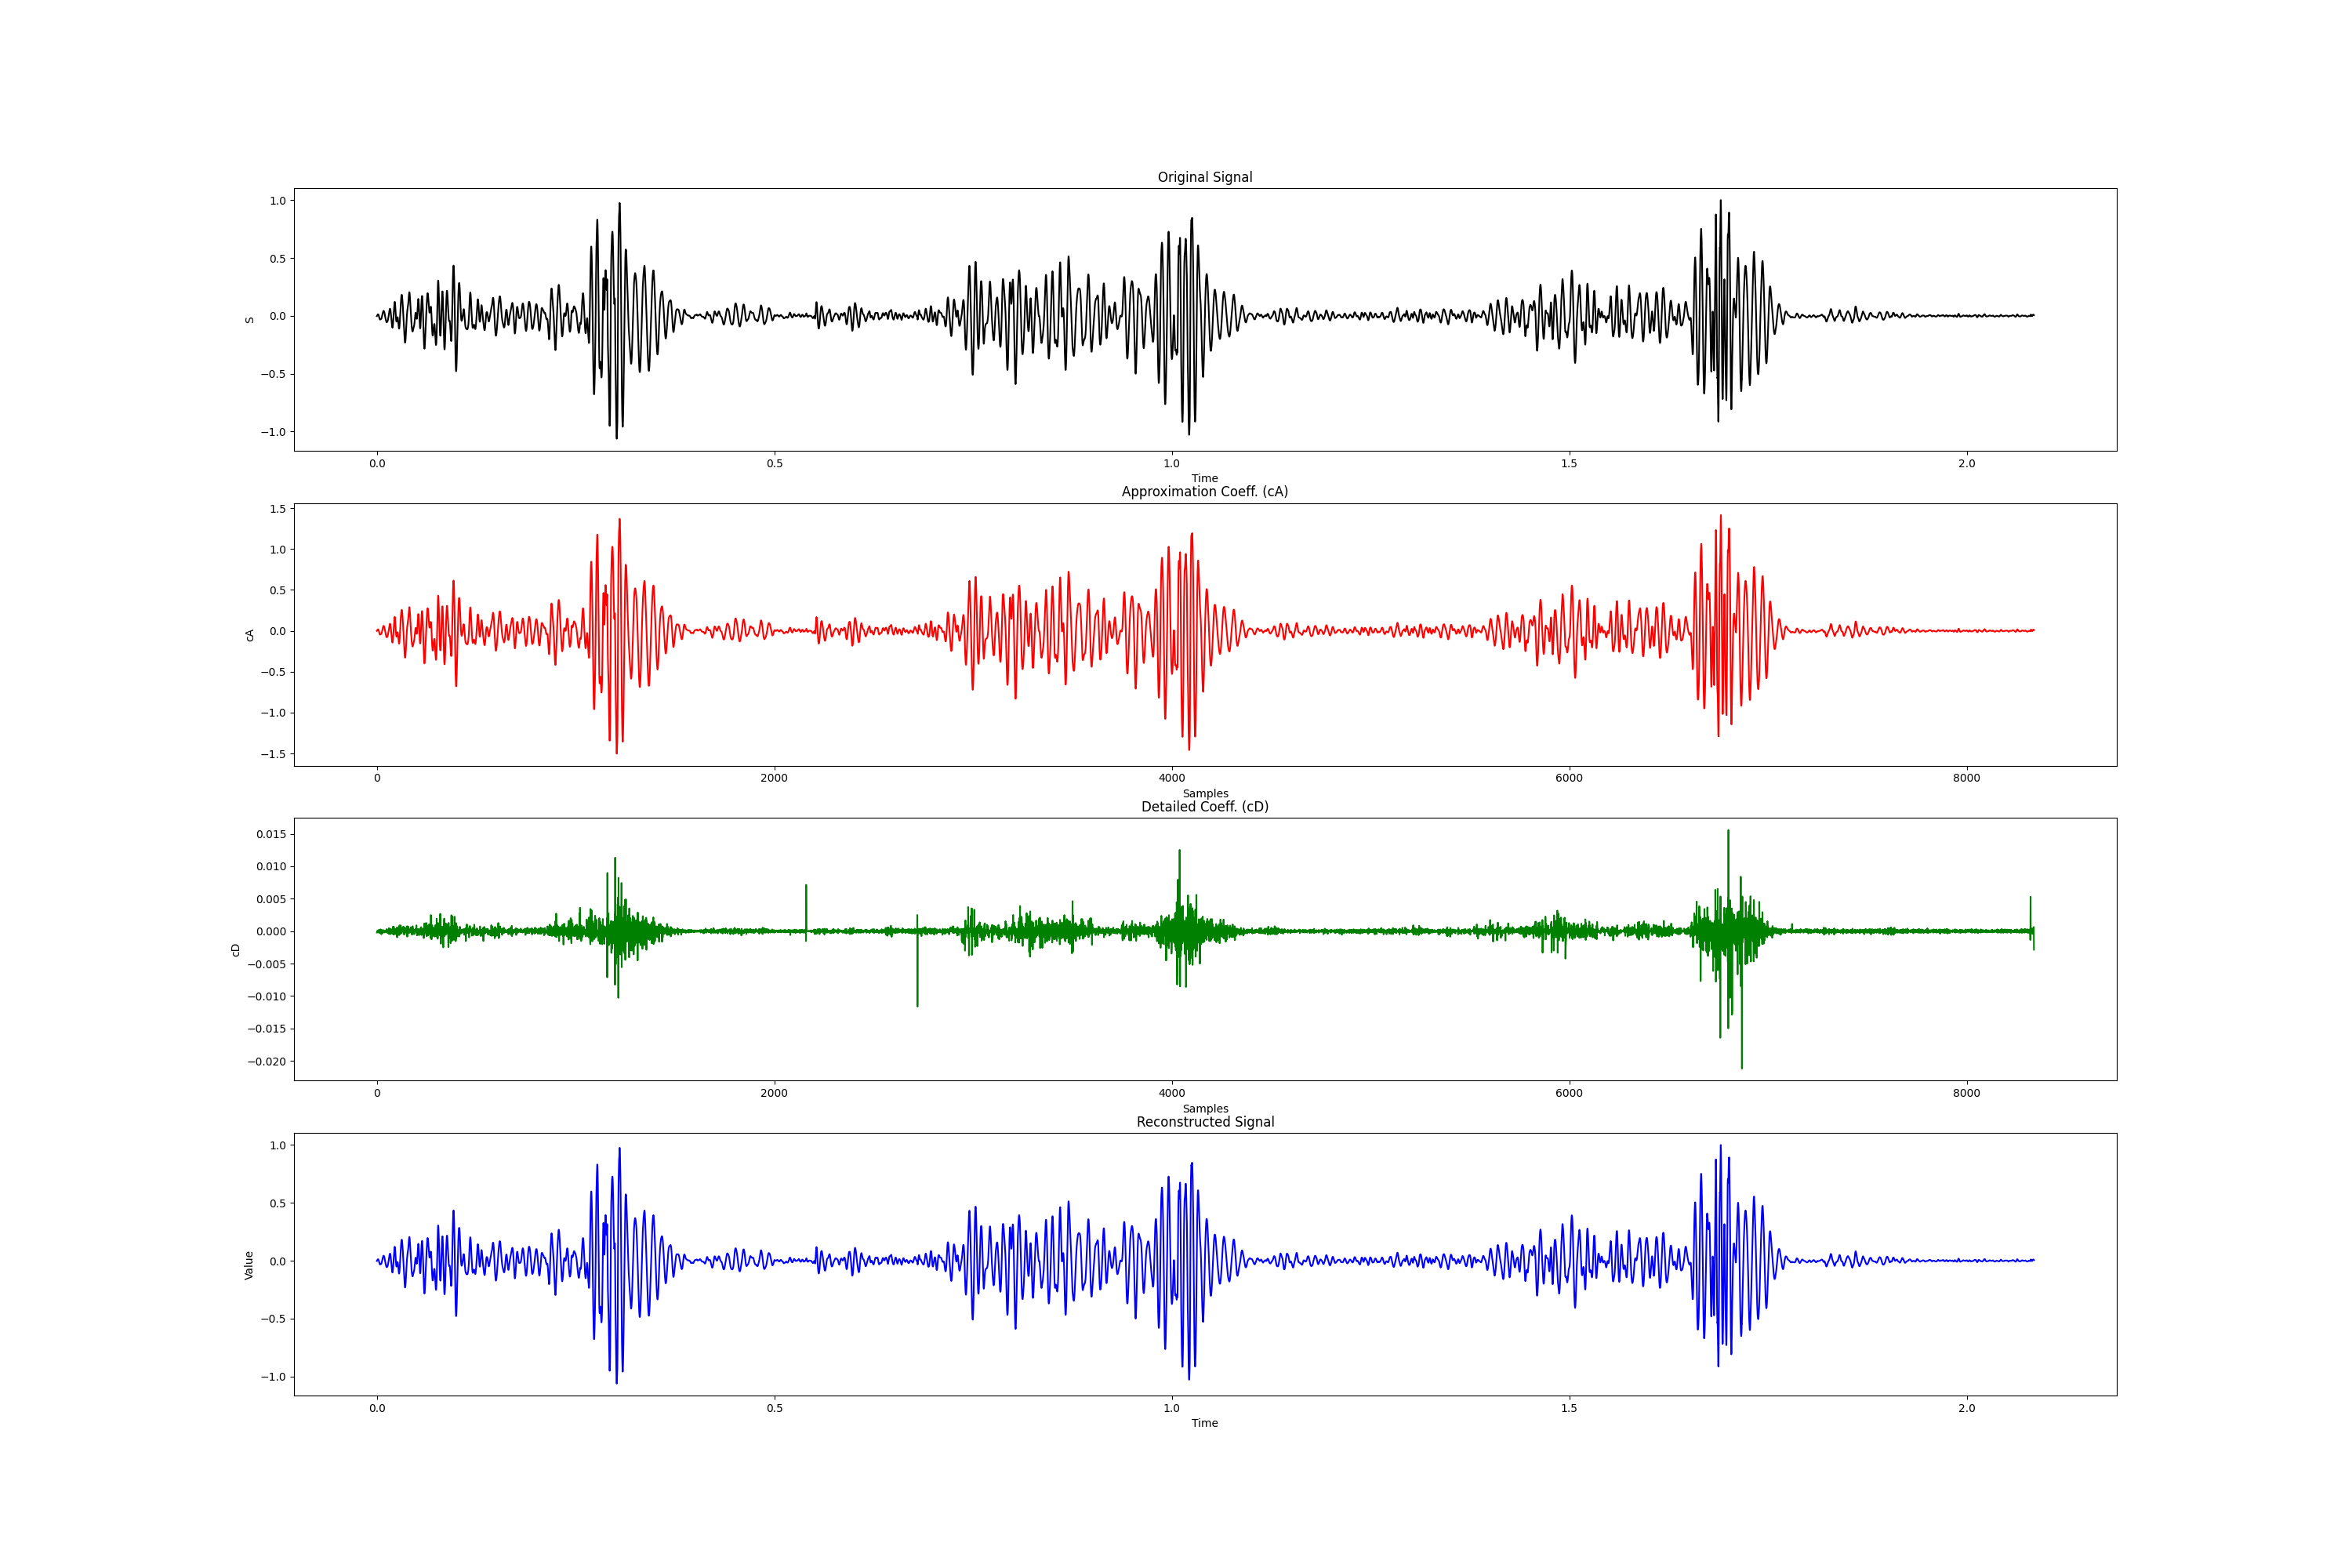 Original Signal
1.0
0.5
0.0
−0.5
−1.0
S
0.0 0.5 1.0 1.5 2.0
Time
Approximation Coeff. (cA)
1.5
1.0
0.5
0.0
−0.5
−1.0
−1.5
cA
0 2000 4000 6000 8000
Samples
Detailed Coeff. (cD)
0.015
0.010
0.005
0.000
−0.005
−0.010
−0.015
−0.020
cD
0 2000 4000 6000 8000
Samples
Reconstructed Signal
1.0
0.5
0.0
−0.5
−1.0
Value
0.0 0.5 1.0 1.5 2.0
Time